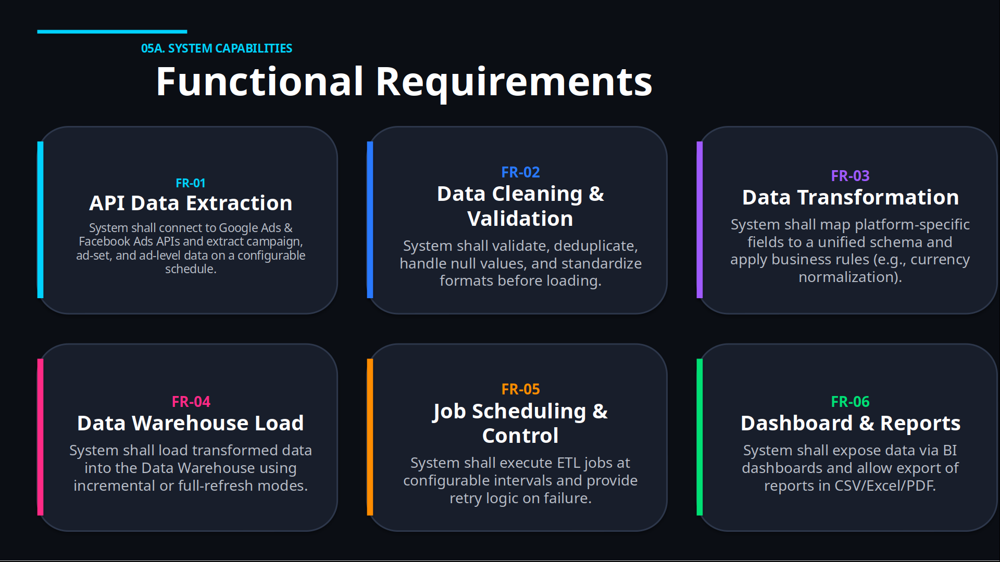 05A. SYSTEM CAPABILITIES
Functional Requirements
FR-01
API Data Extraction
System shall connect to Google Ads &
Facebook Ads APIs and extract campaign,
ad-set, and ad-level data on a configurable
schedule.
FR-02
Data Cleaning &
Validation
System shall validate, deduplicate,
handle null values, and standardize
formats before loading.
FR-03
Data Transformation
System shall map platform-specific
fields to a unified schema and
apply business rules (e.g., currency
normalization).
FR-04
Data Warehouse Load
System shall load transformed data
into the Data Warehouse using
incremental or full-refresh modes.
FR-05
Job Scheduling &
Control
System shall execute ETL jobs at
configurable intervals and provide
retry logic on failure.
FR-06
Dashboard & Reports
System shall expose data via BI
dashboards and allow export of
reports in CSV/Excel/PDF.